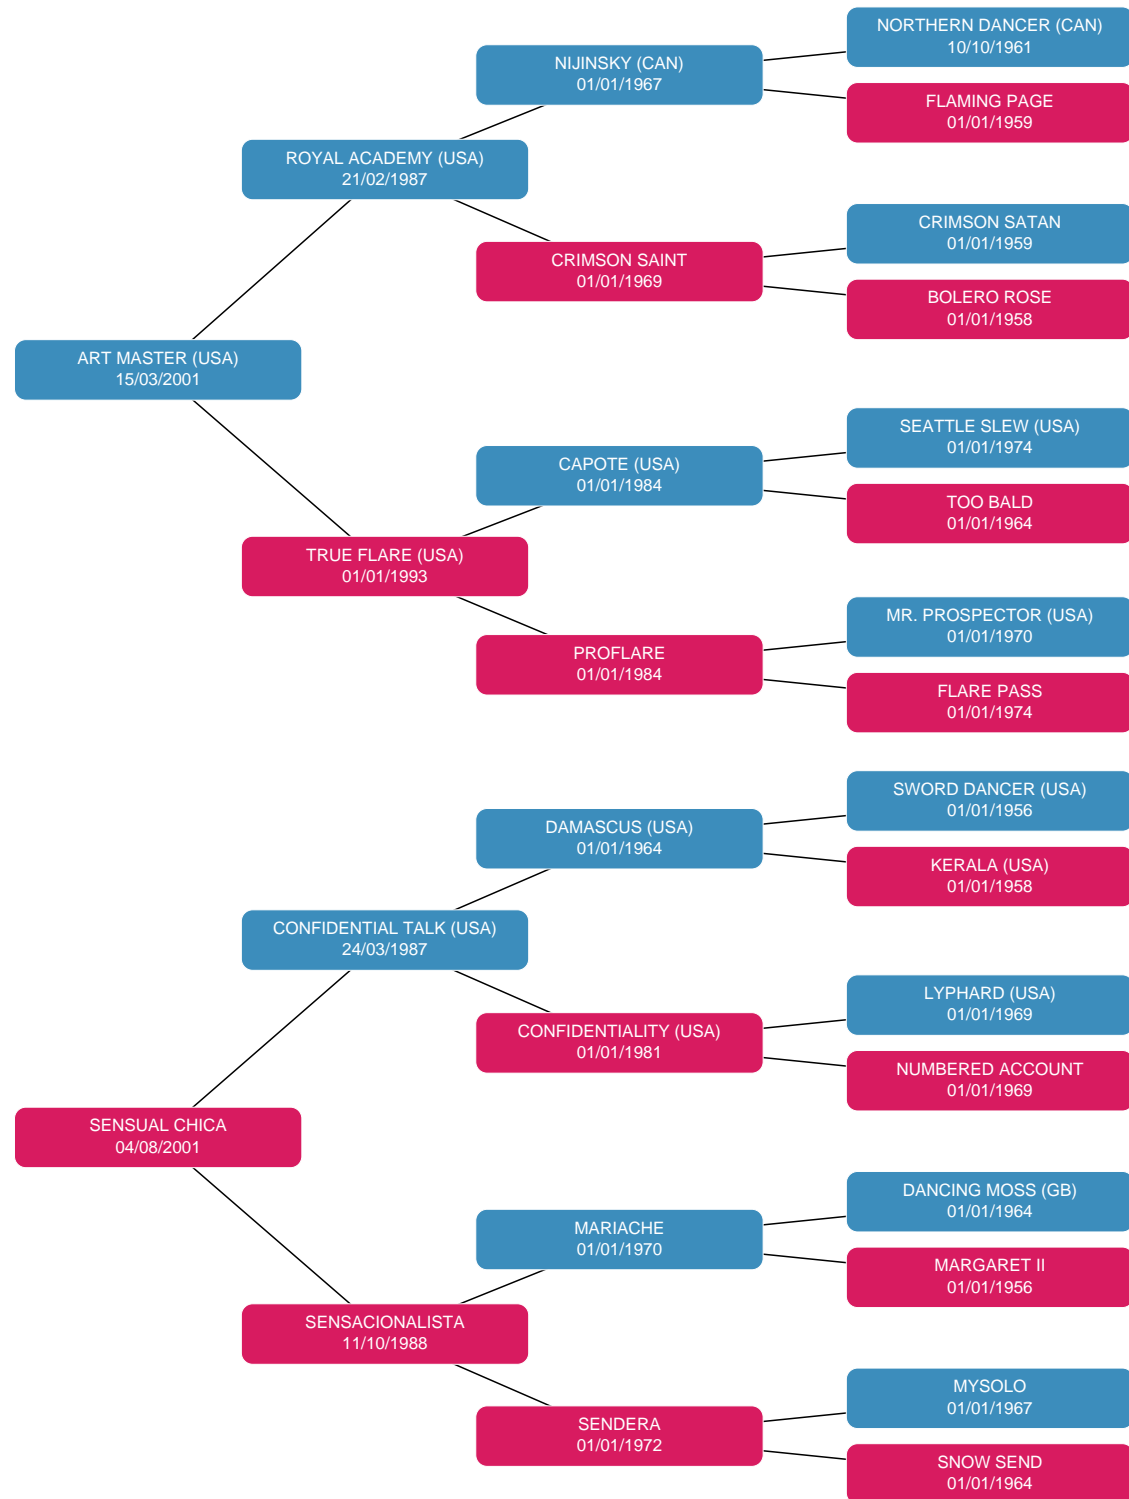 NORTHERN DANCER (CAN)
10/10/1961
NIJINSKY (CAN)
01/01/1967
FLAMING PAGE
01/01/1959
ROYAL ACADEMY (USA)
21/02/1987
CRIMSON SATAN
01/01/1959
CRIMSON SAINT
01/01/1969
BOLERO ROSE
01/01/1958
ART MASTER (USA)
15/03/2001
SEATTLE SLEW (USA)
01/01/1974
CAPOTE (USA)
01/01/1984
TOO BALD
01/01/1964
TRUE FLARE (USA)
01/01/1993
MR. PROSPECTOR (USA)
01/01/1970
PROFLARE
01/01/1984
FLARE PASS
01/01/1974
SWORD DANCER (USA)
01/01/1956
DAMASCUS (USA)
01/01/1964
KERALA (USA)
01/01/1958
CONFIDENTIAL TALK (USA)
24/03/1987
LYPHARD (USA)
01/01/1969
CONFIDENTIALITY (USA)
01/01/1981
NUMBERED ACCOUNT
01/01/1969
SENSUAL CHICA
04/08/2001
DANCING MOSS (GB)
01/01/1964
MARIACHE
01/01/1970
MARGARET II
01/01/1956
SENSACIONALISTA
11/10/1988
MYSOLO
01/01/1967
SENDERA
01/01/1972
SNOW SEND
01/01/1964